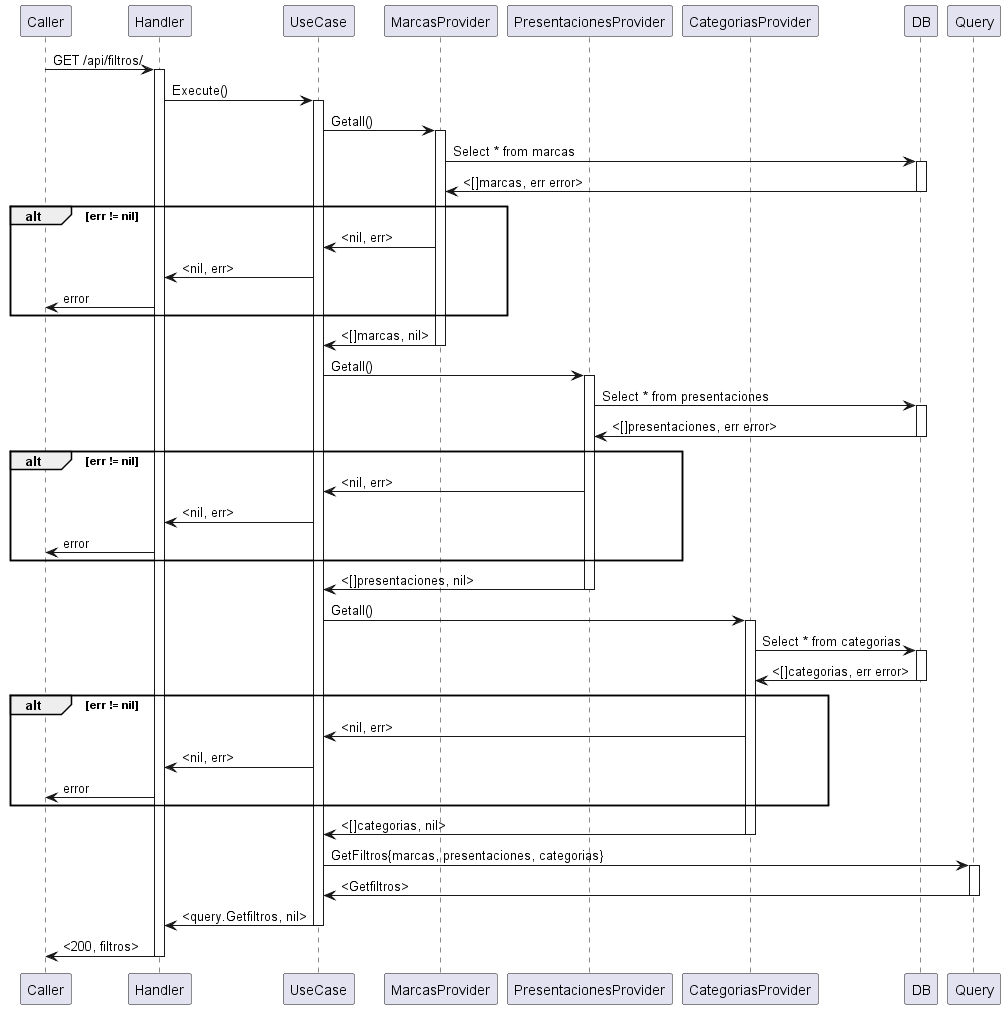 Caller Handler UseCase MarcasProvider PresentacionesProvider CategoriasProvider DB Query
GET /api/filtros/
Execute()
Getall()
Select * from marcas
<[]marcas, err error>
alt [err != nil]
<nil, err>
<nil, err>
error
<[]marcas, nil>
Getall()
Select * from presentaciones
<[]presentaciones, err error>
alt [err != nil]
<nil, err>
<nil, err>
error
<[]presentaciones, nil>
Getall()
Select * from categorias
<[]categorias, err error>
alt [err != nil]
<nil, err>
<nil, err>
error
<[]categorias, nil>
GetFiltros{marcas, presentaciones, categorias}
<Getfiltros>
<query.Getfiltros, nil>
<200, filtros>
Caller Handler UseCase MarcasProvider PresentacionesProvider CategoriasProvider DB Query